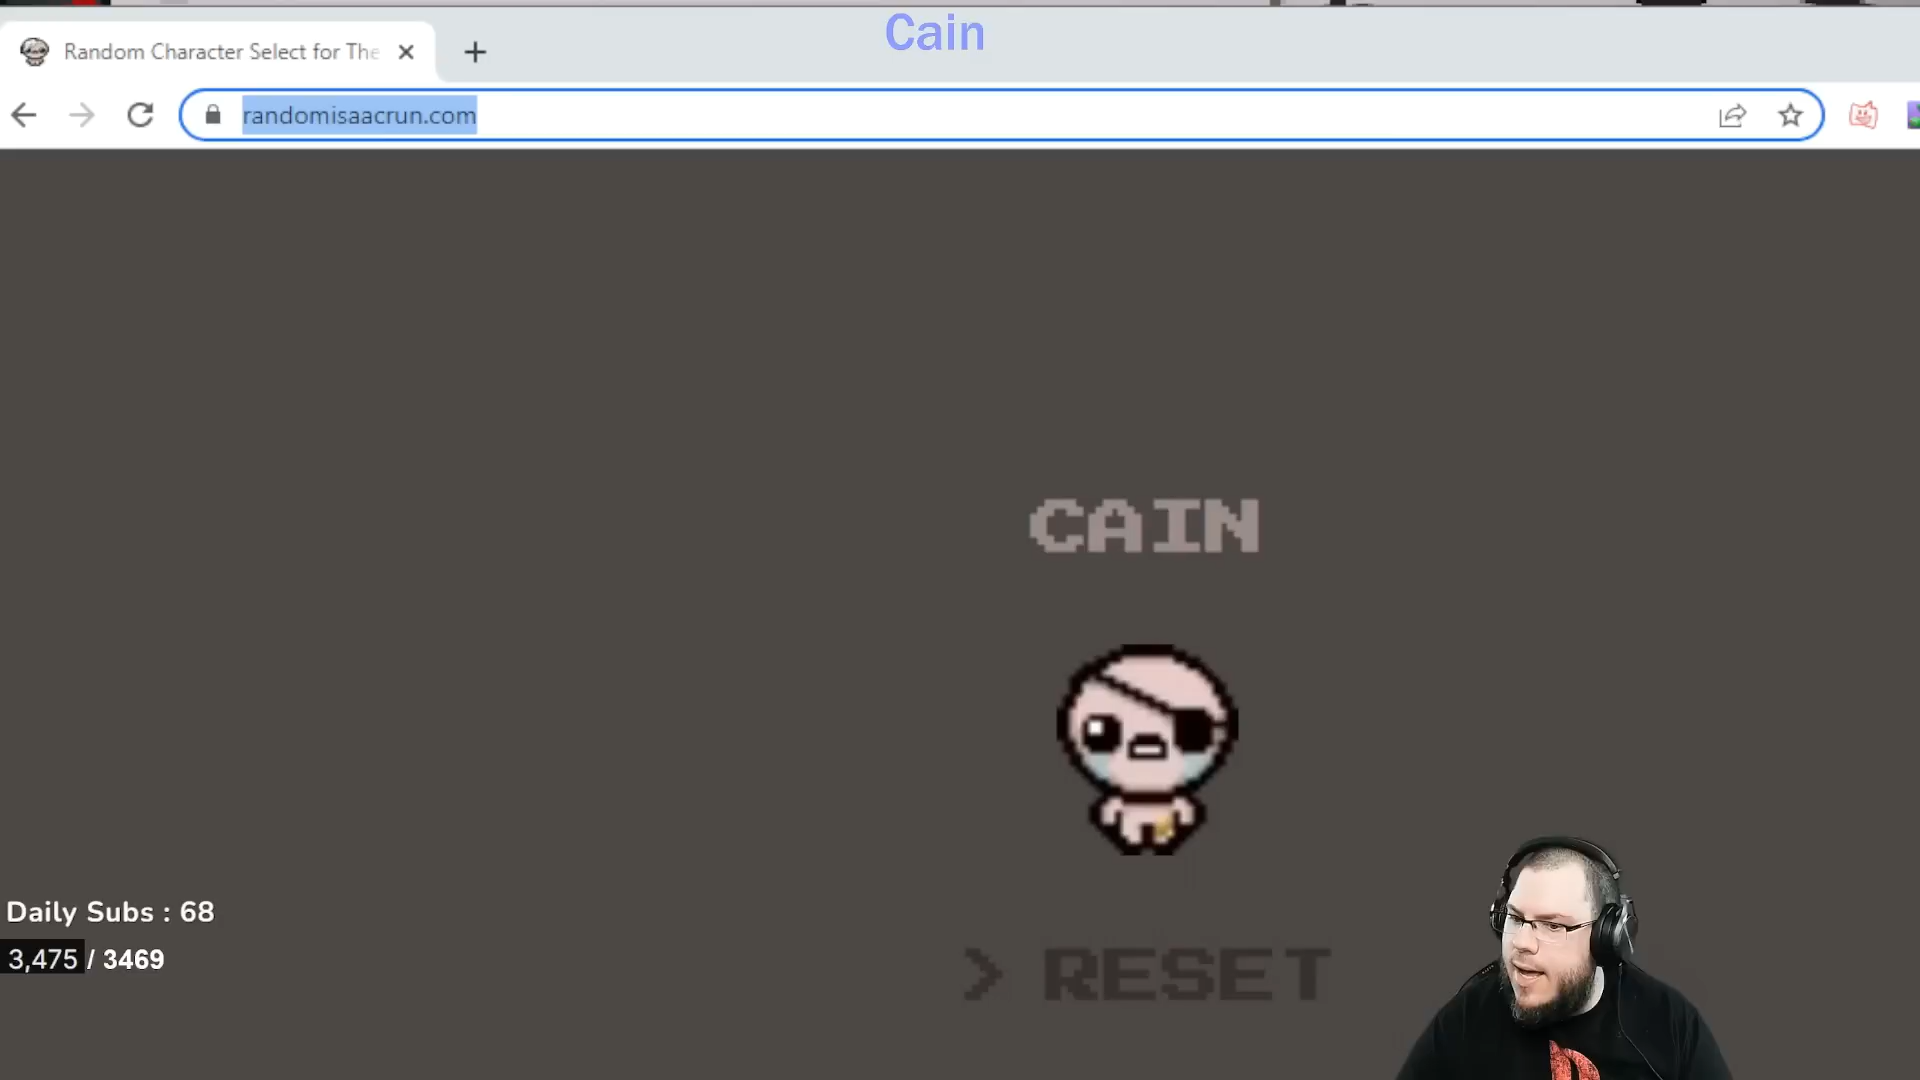 Cain
Random Character Select for The
randomisaacrun.com
CAIN
Daily Subs : 68
3,475 / 3469
> RESET